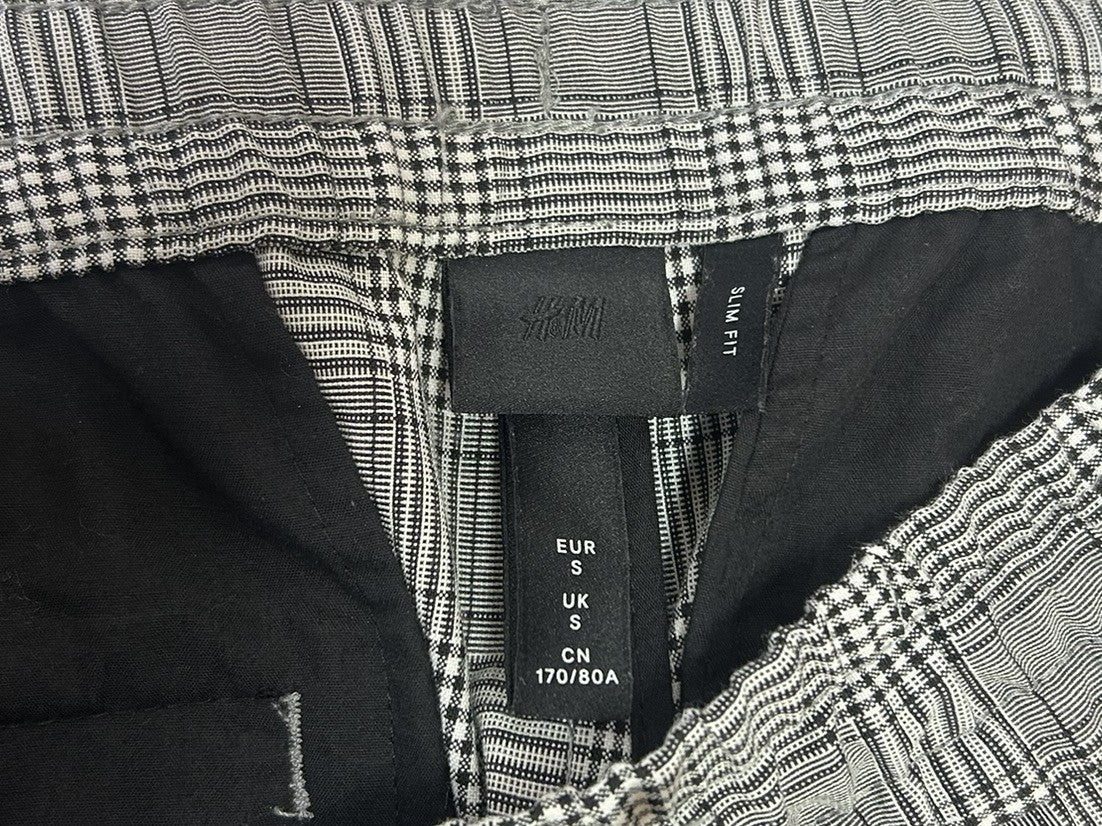 H&M
SLIM FIT
EUR
S
UK
S
CN
170/80A